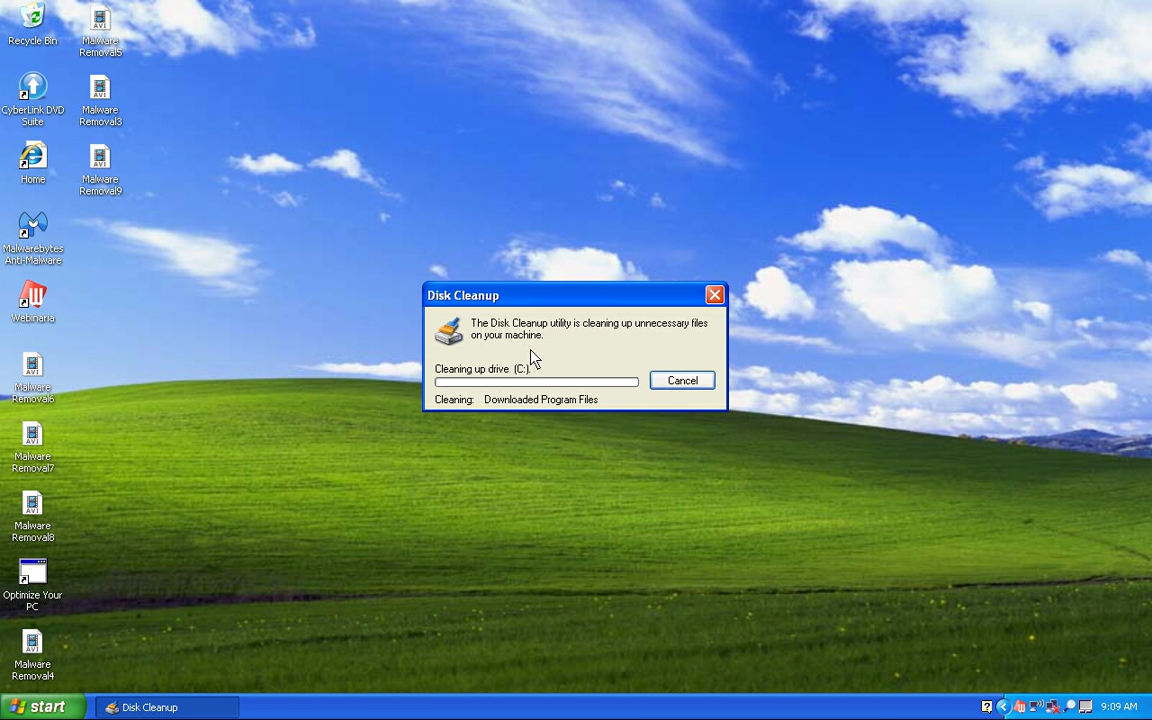 Recycle Bin
Malware
Removal5
CyberLink DVD
Suite
Malware
Removal3
Home
Malware
Removal9
Malwarebytes
Anti-Malware
Webinaria
Malware
Removal6
Malware
Removal7
Malware
Removal8
Optimize Your
PC
Malware
Removal4
Disk Cleanup
The Disk Cleanup utility is cleaning up unnecessary files
on your machine.
Cleaning up drive (C:).
Cancel
Cleaning: Downloaded Program Files
start
Disk Cleanup
9:09 AM